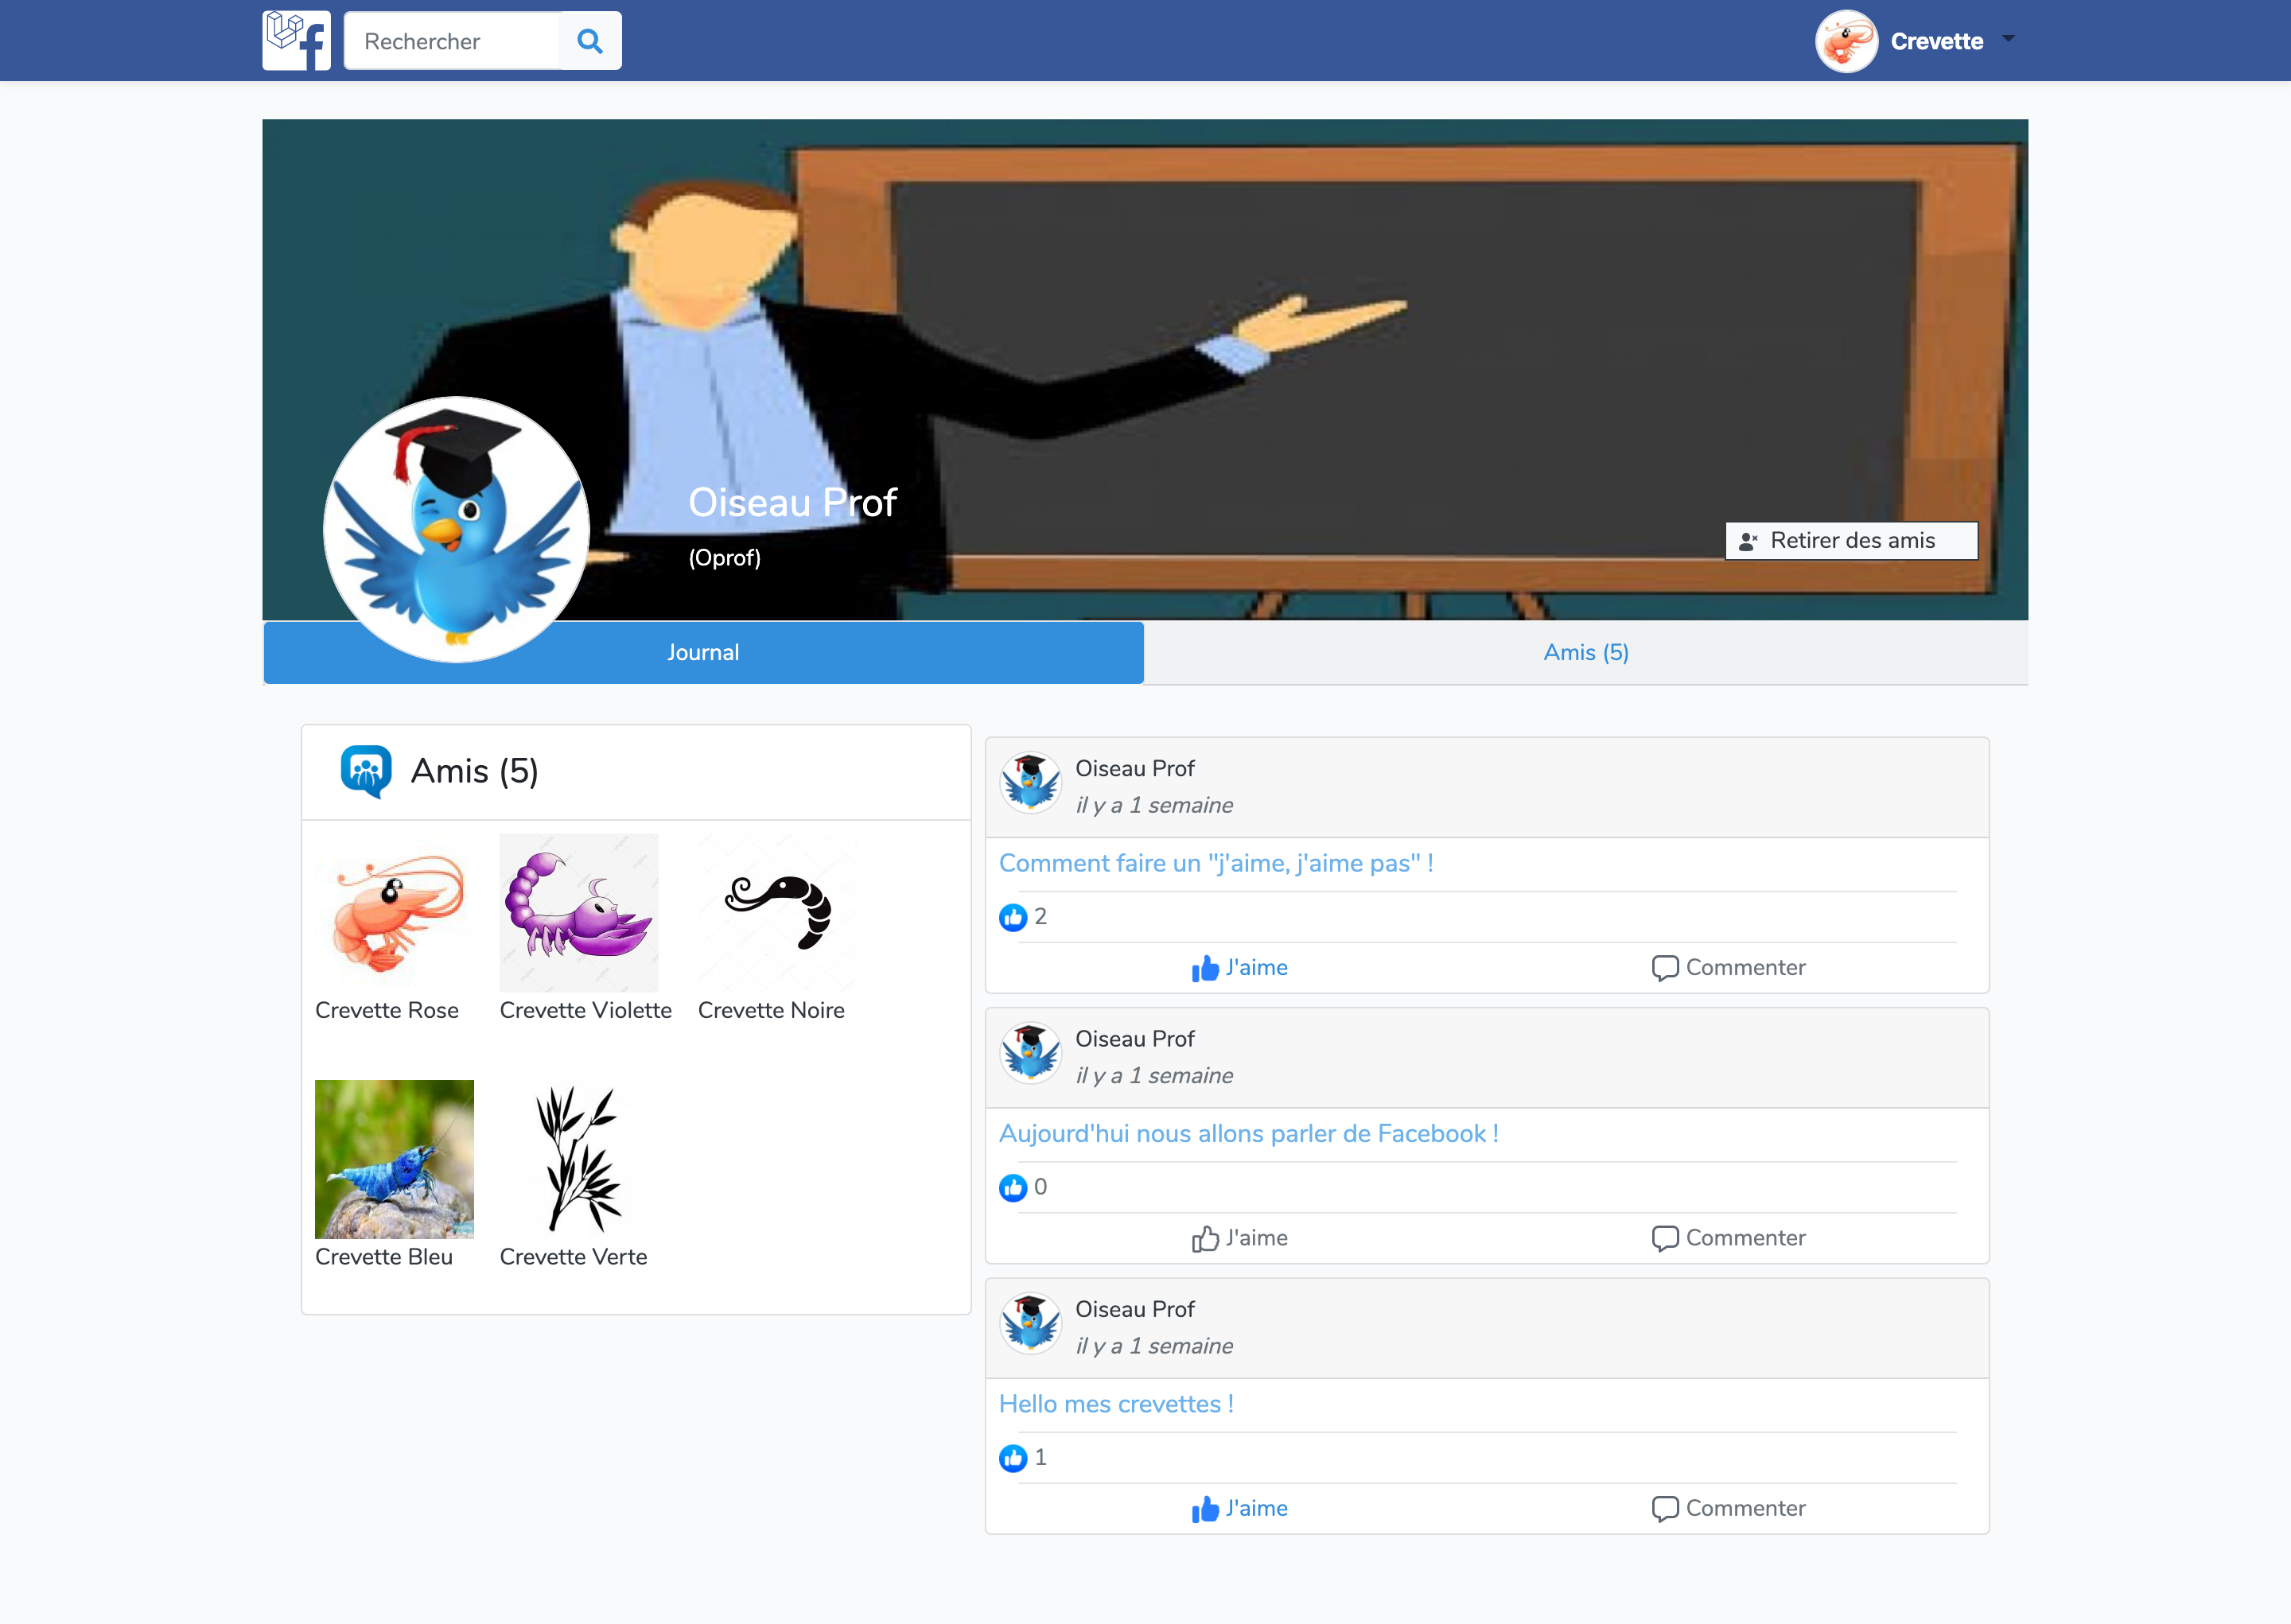 f
Rechercher
Crevette
Oiseau Prof
(Oprof)
Retirer des amis
Journal
Amis (5)
Amis (5)
Crevette Rose
Crevette Violette
Crevette Noire
Crevette Bleu
Crevette Verte
Oiseau Prof
il y a 1 semaine
Comment faire un "j'aime, j'aime pas" !
2
J'aime
Commenter
Oiseau Prof
il y a 1 semaine
Aujourd'hui nous allons parler de Facebook !
0
J'aime
Commenter
Oiseau Prof
il y a 1 semaine
Hello mes crevettes !
1
J'aime
Commenter